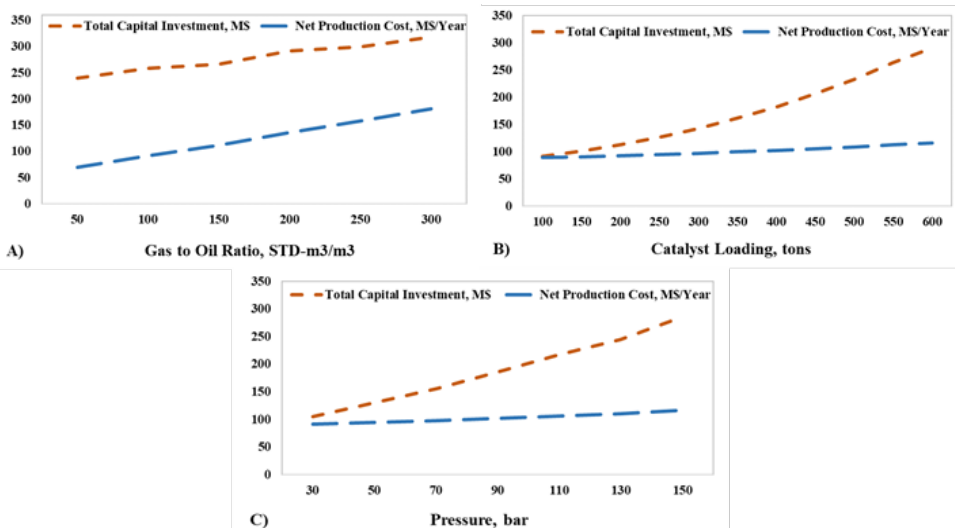 350
Total Capital Investment, M$ Net Production Cost, M$/Year
300
250
200
150
100
50
0
50 100 150 200 250 300
A) Gas to Oil Ratio, STD-m3/m3
350
Total Capital Investment, M$ Net Production Cost, M$/Year
300
250
200
150
100
50
0
100 150 200 250 300 350 400 450 500 550 600
B) Catalyst Loading, tons
350
Total Capital Investment, M$ Net Production Cost, M$/Year
300
250
200
150
100
50
0
30 50 70 90 110 130 150
C) Pressure, bar